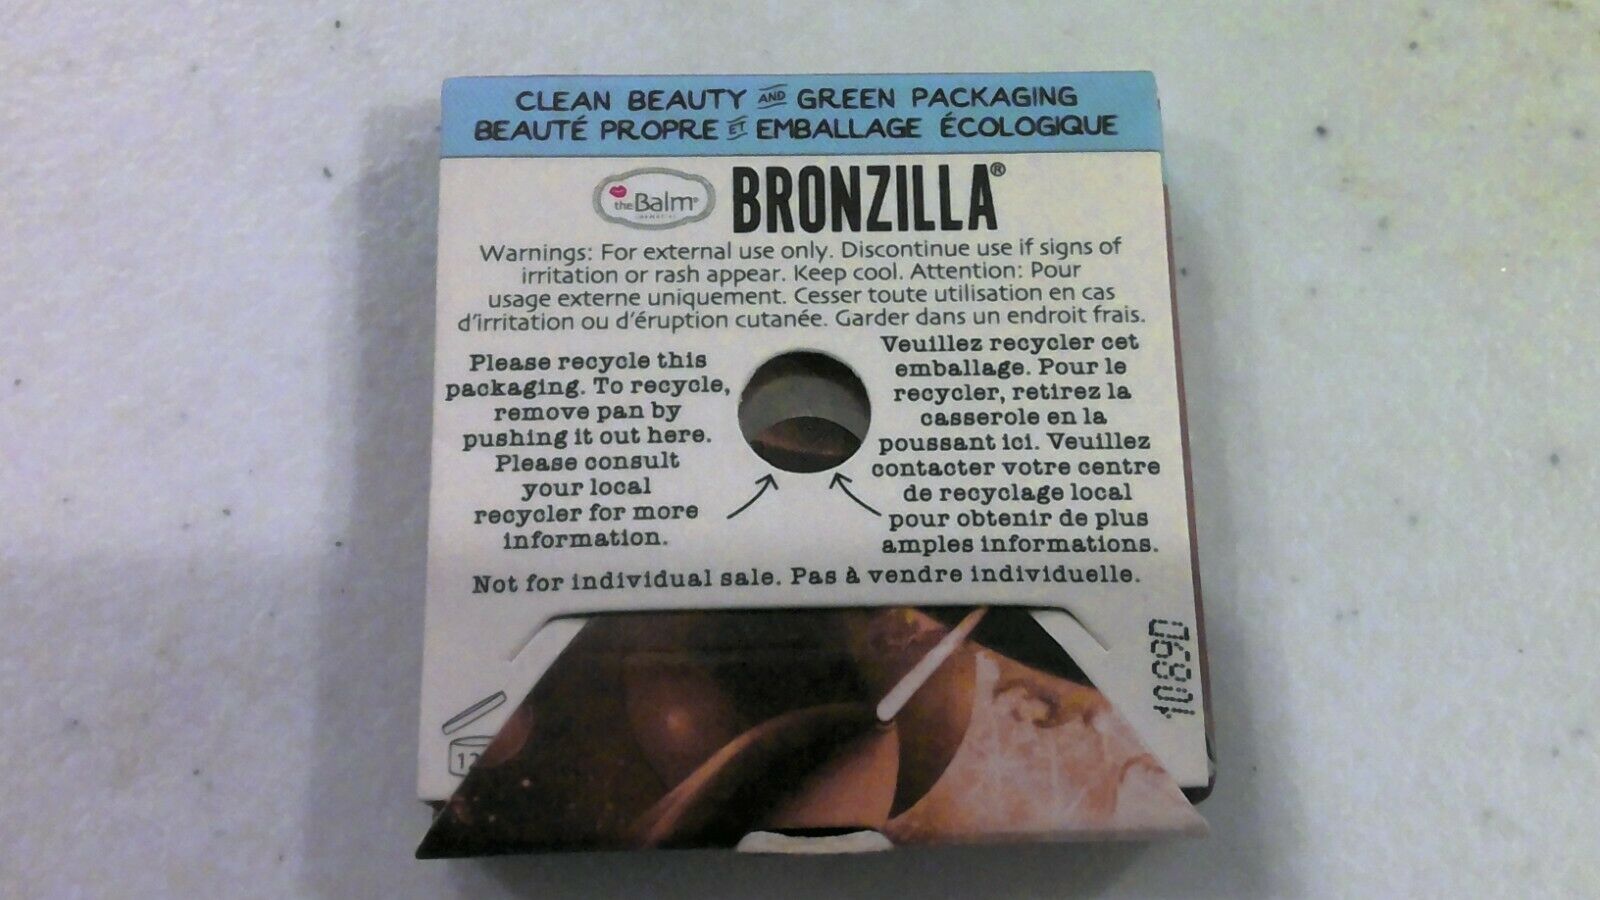 CLEAN BEAUTY AND GREEN PACKAGING
BEAUTÉ PROPRE ET EMBALLAGE ÉCOLOGIQUE
theBalm®
BRONZILLA®
Warnings: For external use only. Discontinue use if signs of
irritation or rash appear. Keep cool. Attention: Pour
usage externe uniquement. Cesser toute utilisation en cas
d'irritation ou d'éruption cutanée. Garder dans un endroit frais.
Please recycle this
packaging. To recycle,
remove pan by
pushing it out here.
Please consult
your local
recycler for more
information.
Veuillez recycler cet
emballage. Pour le
recycler, retirez la
casserole en la
poussant ici. Veuillez
contacter votre centre
de recyclage local
pour obtenir de plus
amples informations.
Not for individual sale. Pas à vendre individuelle.
12